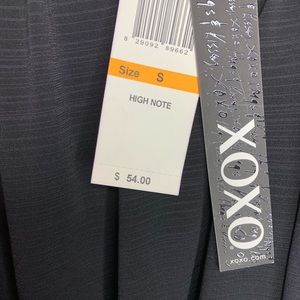 8 29092 89662
Size S
HIGH NOTE
$ 54.00
XOXO
xoxo.com